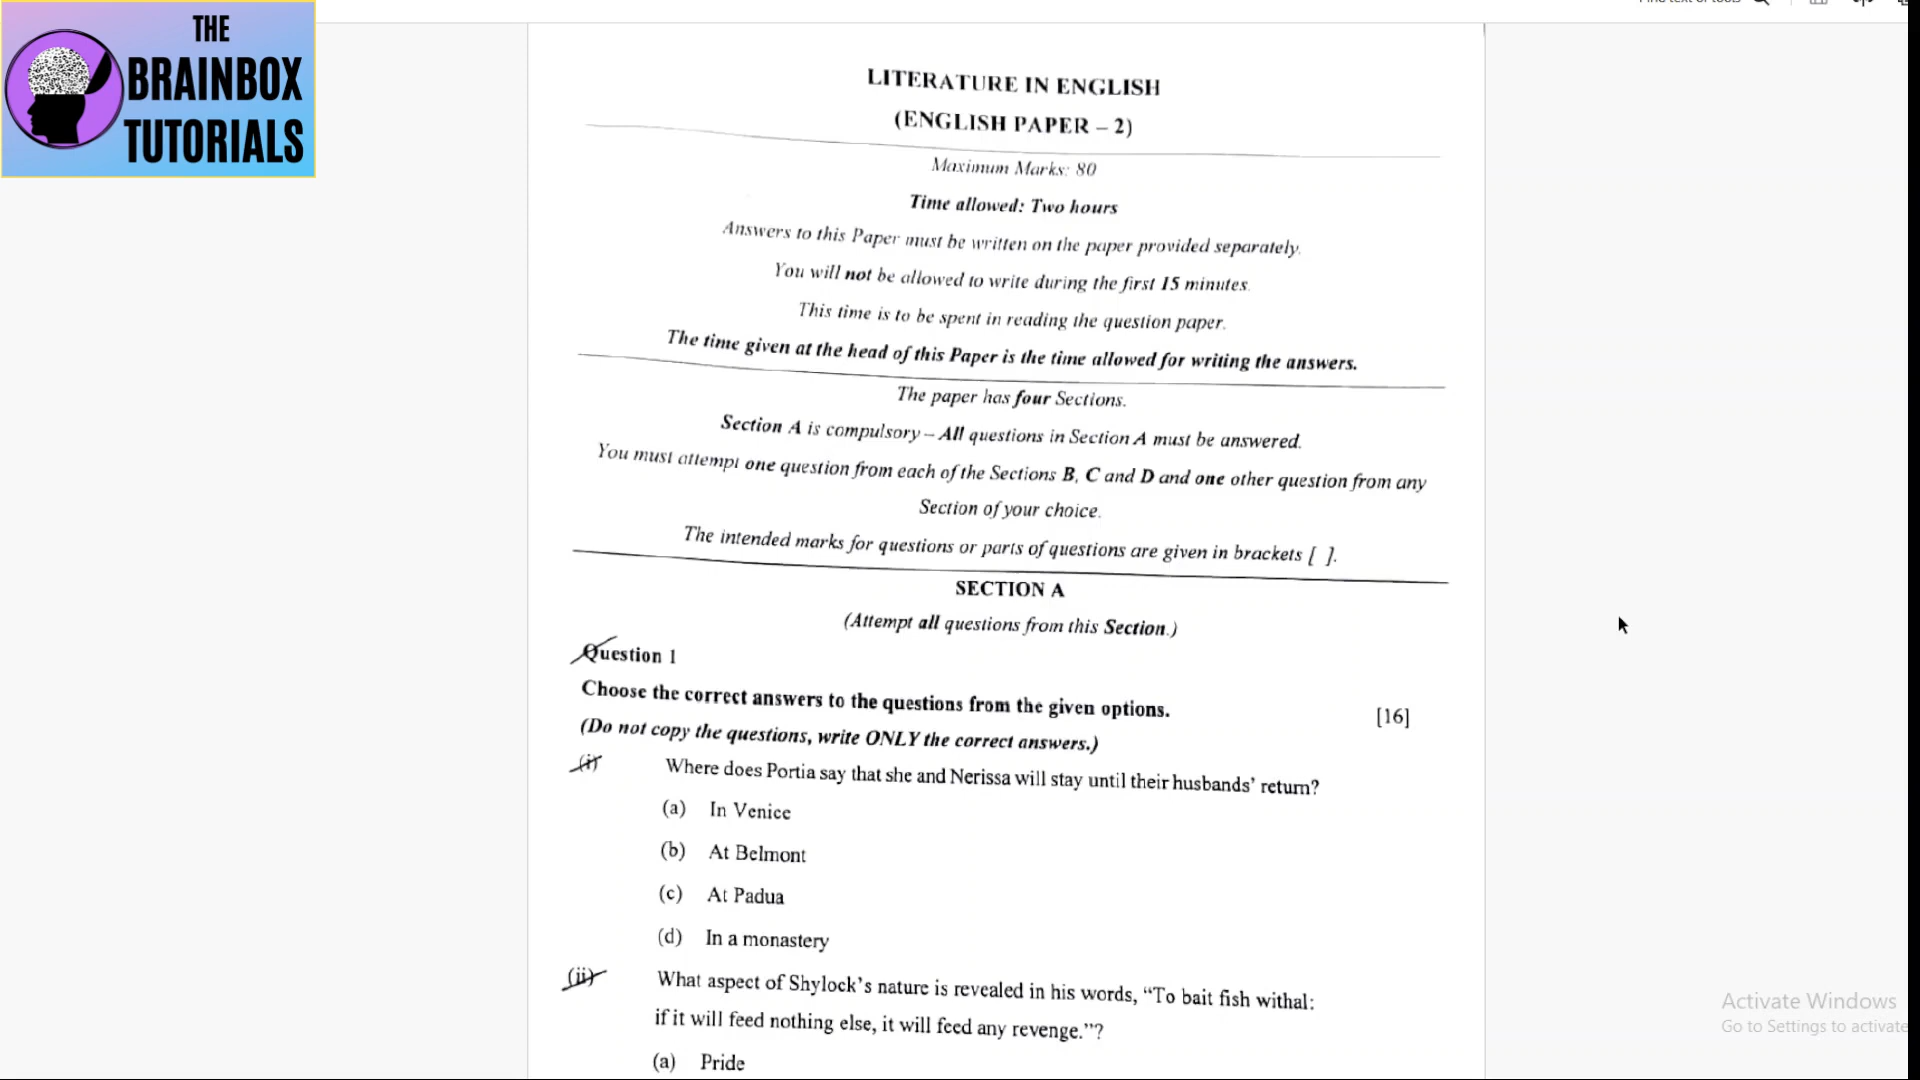 THE
BRAINBOX
TUTORIALS
LITERATURE IN ENGLISH
(ENGLISH PAPER – 2)
Maximum Marks: 80
Time allowed: Two hours
Answers to this Paper must be written on the paper provided separately.
You will not be allowed to write during the first 15 minutes.
This time is to be spent in reading the question paper.
The time given at the head of this Paper is the time allowed for writing the answers.
The paper has four Sections.
Section A is compulsory – All questions in Section A must be answered.
You must attempt one question from each of the Sections B, C and D and one other question from any
Section of your choice.
The intended marks for questions or parts of questions are given in brackets [ ].
SECTION A
(Attempt all questions from this Section.)
Question 1
Choose the correct answers to the questions from the given options. [16]
(Do not copy the questions, write ONLY the correct answers.)
(i) Where does Portia say that she and Nerissa will stay until their husbands’ return?
(a) In Venice
(b) At Belmont
(c) At Padua
(d) In a monastery
(ii) What aspect of Shylock’s nature is revealed in his words, “To bait fish withal:
if it will feed nothing else, it will feed any revenge.”?
(a) Pride
Activate Windows
Go to Settings to activate